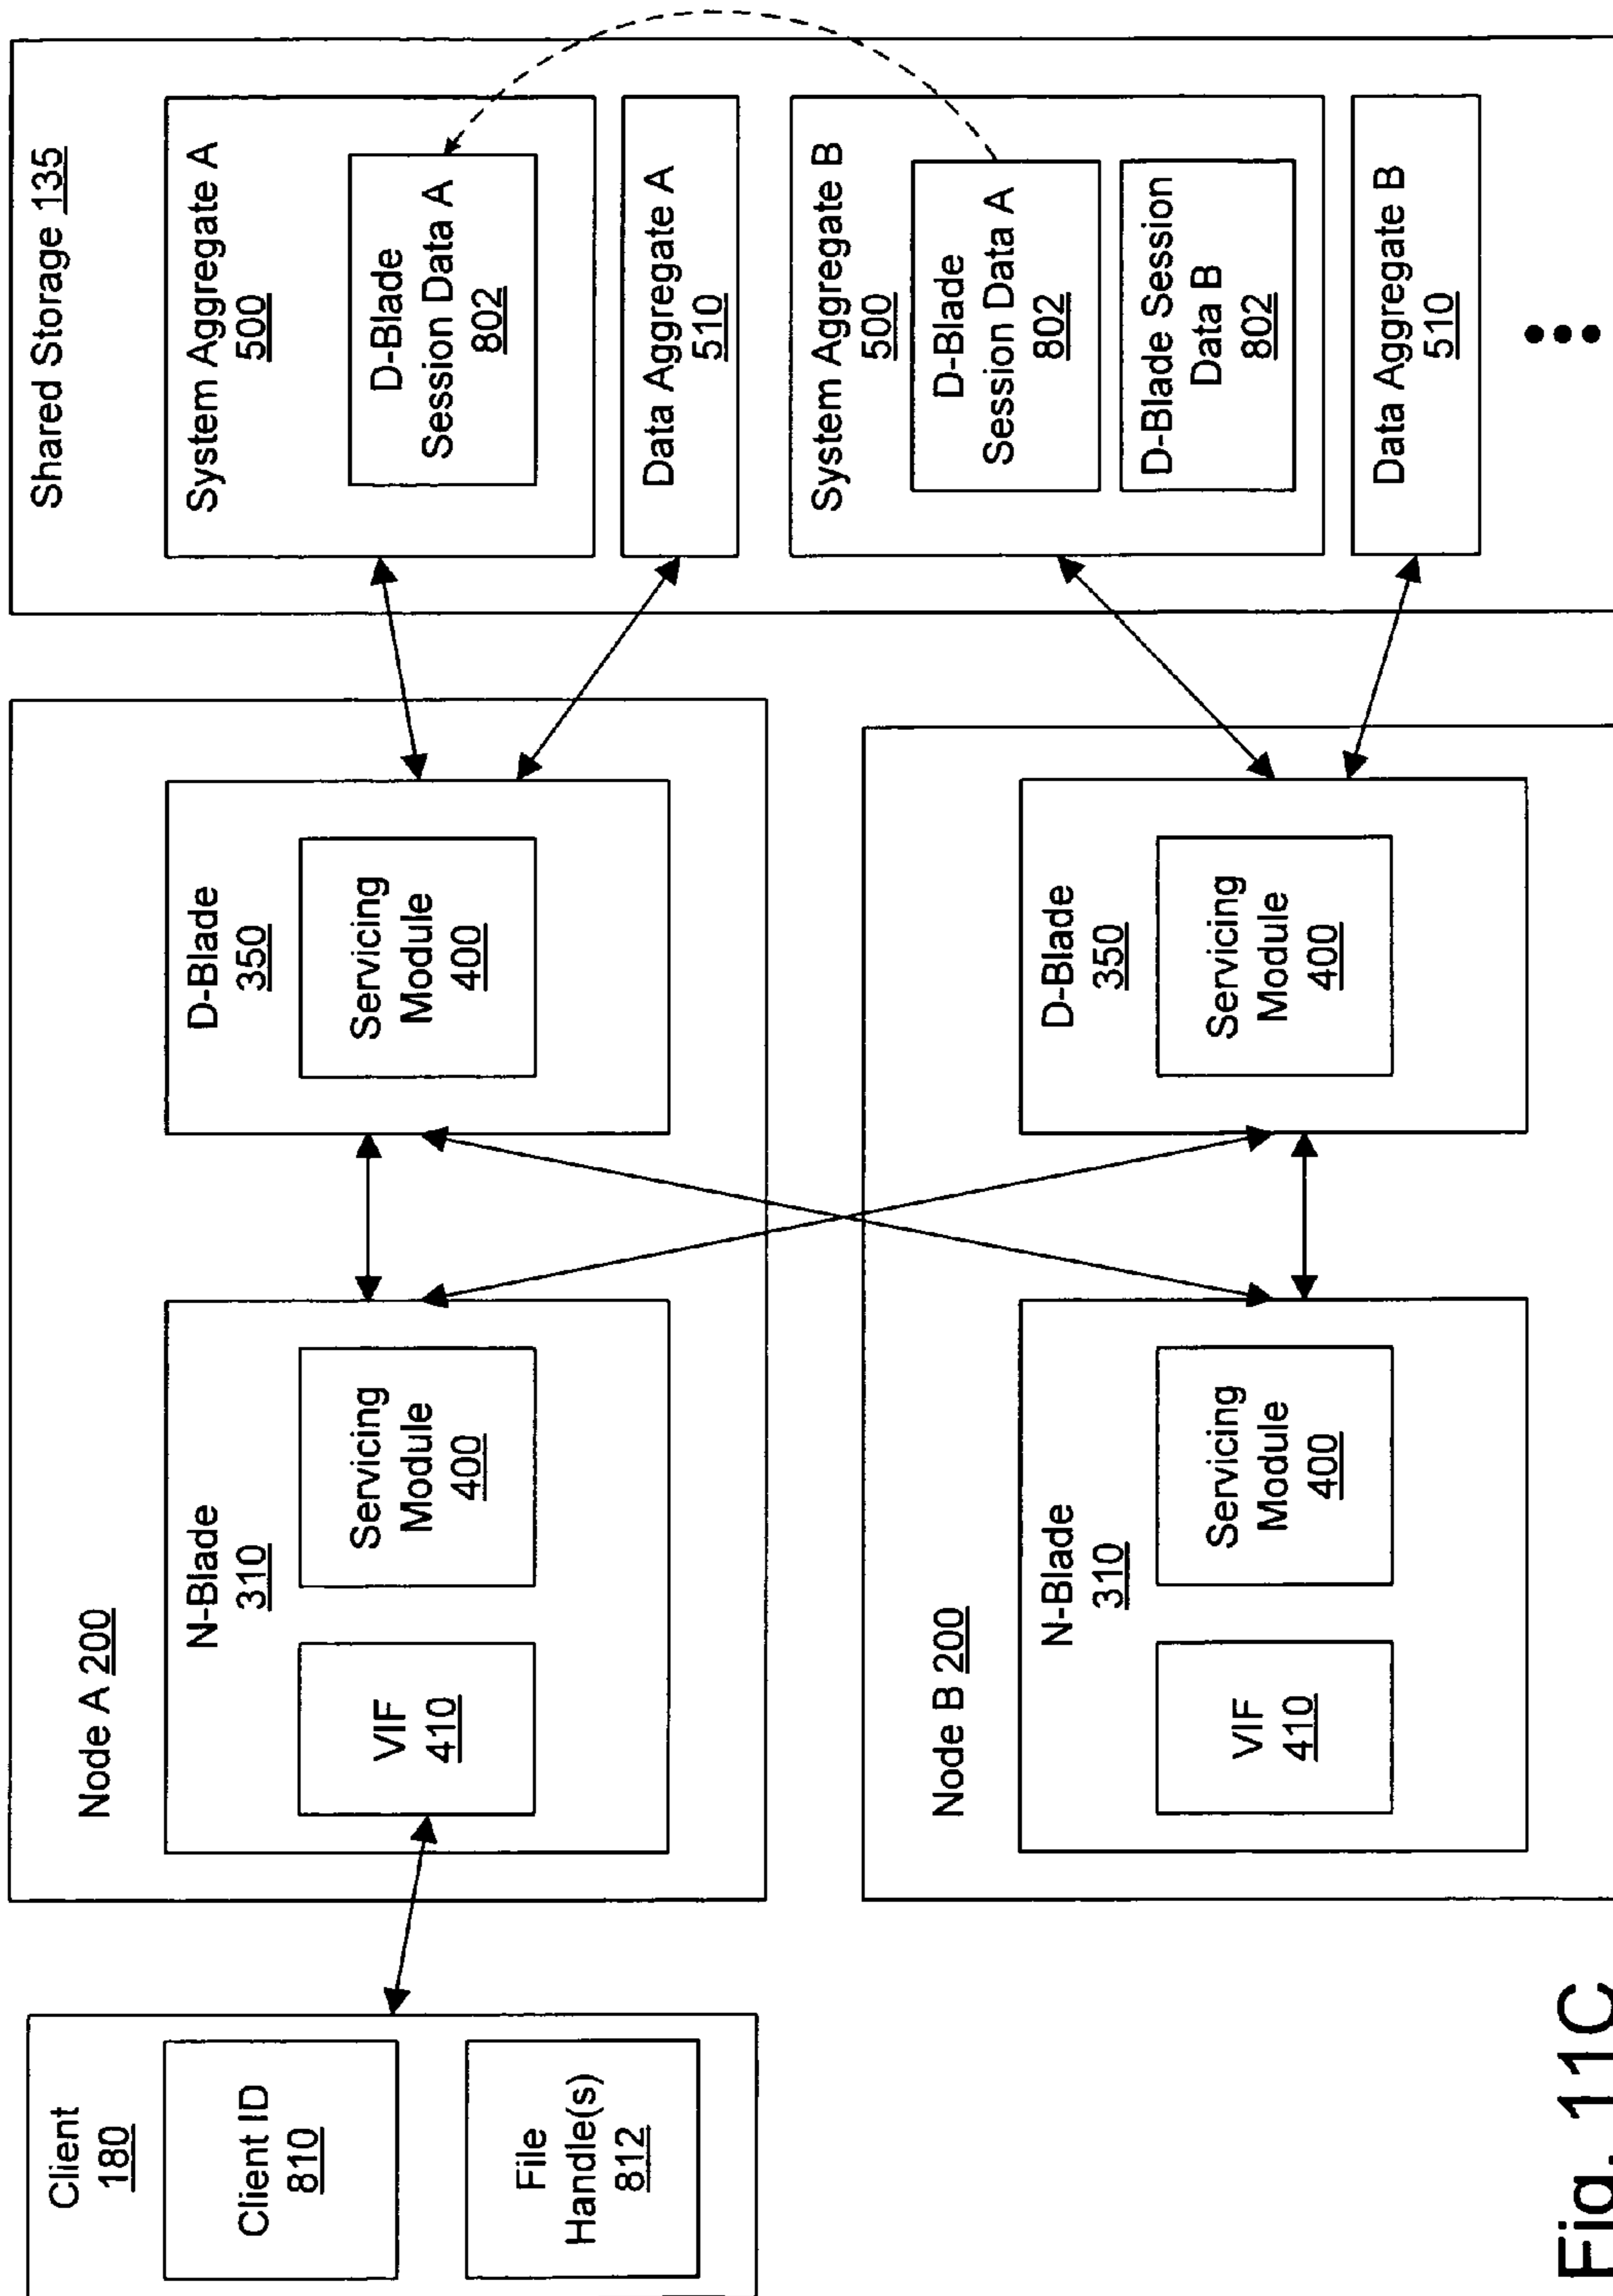 Client
180
Client ID
810
File
Handle(s)
812
Node A 200
N-Blade
310
VIF
410
Servicing
Module
400
D-Blade
350
Servicing
Module
400
Node B 200
N-Blade
310
VIF
410
Servicing
Module
400
D-Blade
350
Servicing
Module
400
Shared Storage 135
System Aggregate A
500
D-Blade
Session Data A
802
Data Aggregate A
510
System Aggregate B
500
D-Blade
Session Data A
802
D-Blade Session
Data B
802
Data Aggregate B
510
Fig. 11C